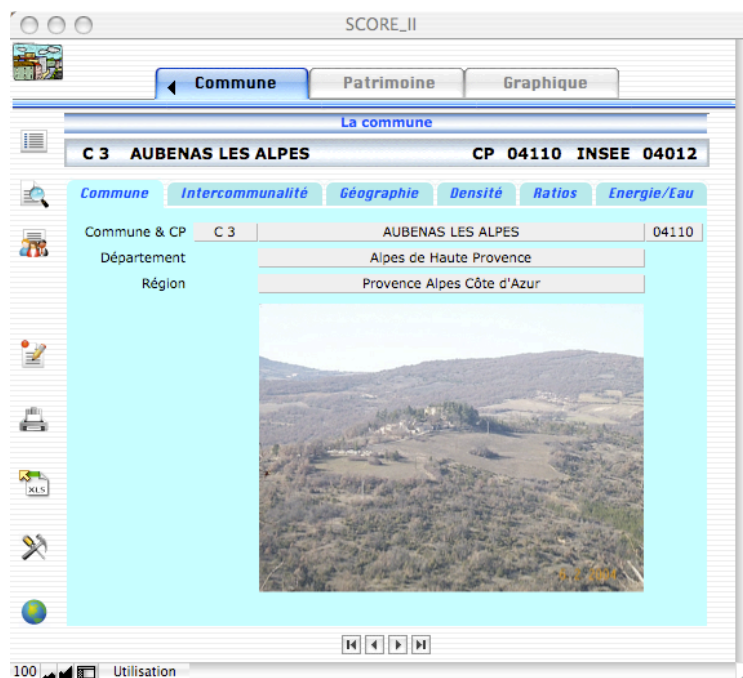 SCORE_II
Commune Patrimoine Graphique
La commune
C 3 AUBENAS LES ALPES CP 04110 INSEE 04012
Commune Intercommunalité Géographie Densité Ratios Energie/Eau
Commune & CP C 3 AUBENAS LES ALPES 04110
Département Alpes de Haute Provence
Région Provence Alpes Côte d'Azur
XLS
100 Utilisation